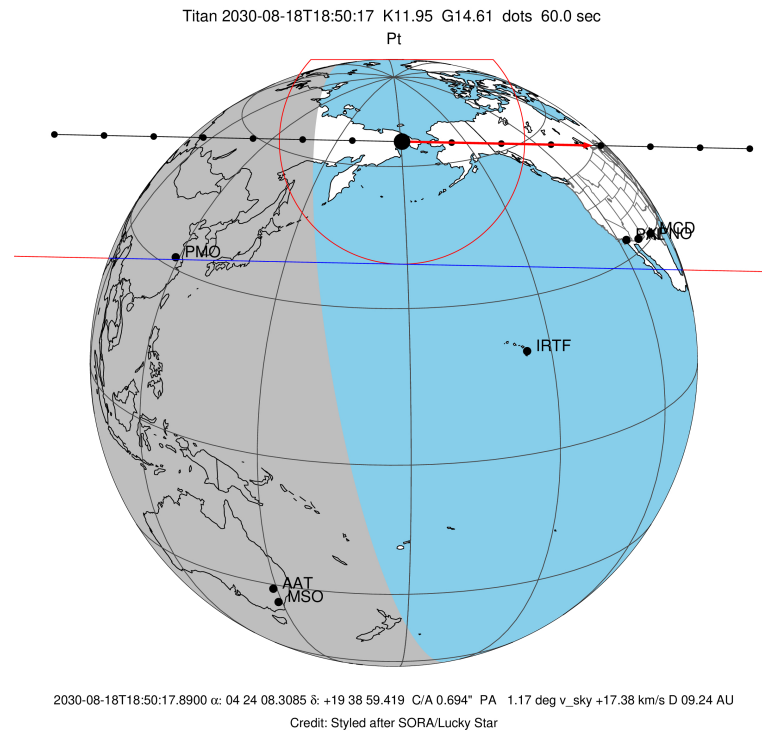 Titan 2030-08-18T18:50:17 K11.95 G14.61 dots 60.0 sec
Pt
MCD
PMO
IRTF
AAT
MSO
2030-08-18T18:50:17.8900 α: 04 24 08.3085 δ: +19 38 59.419 C/A 0.694" PA 1.17 deg v_sky +17.38 km/s D 09.24 AU
Credit: Styled after SORA/Lucky Star